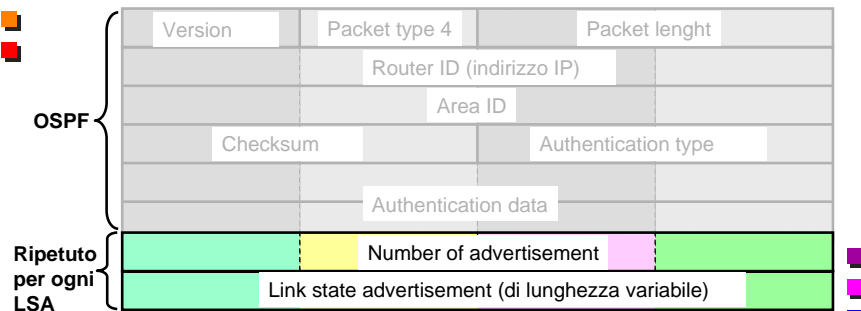 Version Packet type 4 Packet lenght
Router ID (indirizzo IP)
Area ID
OSPF
Checksum Authentication type
Authentication data
Ripetuto per ogni LSA
Number of advertisement
Link state advertisement (di lunghezza variabile)